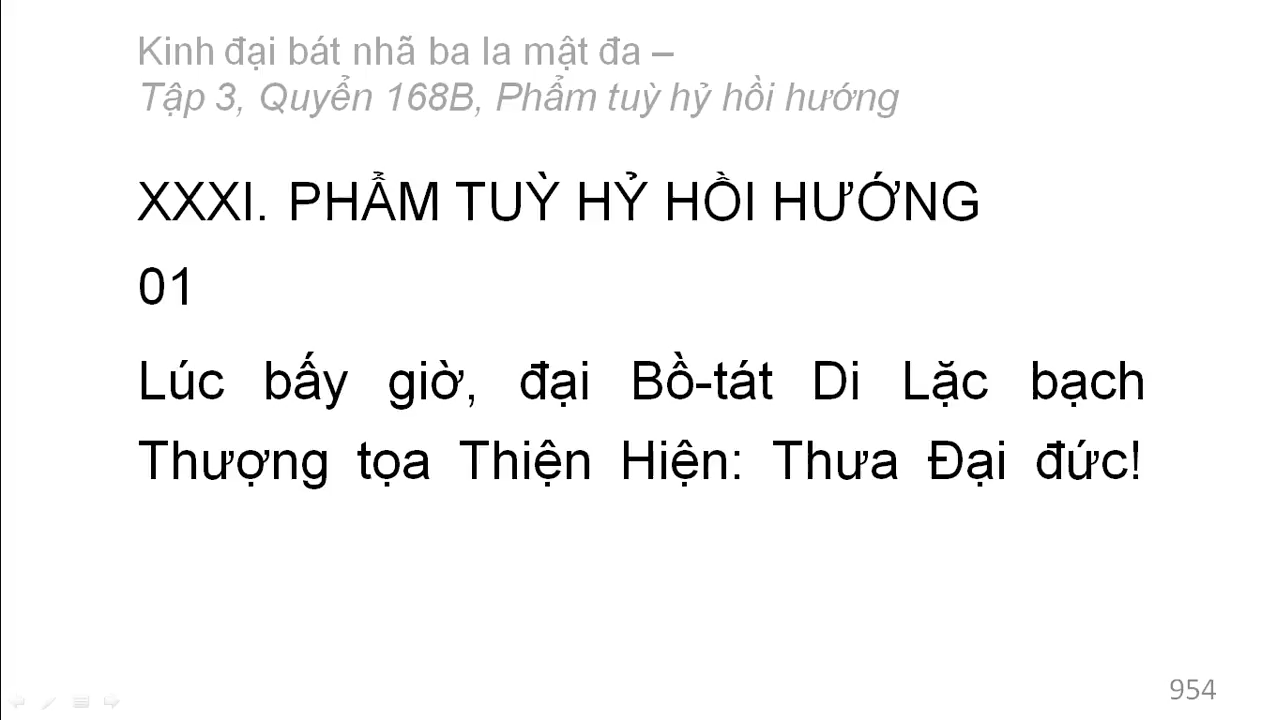 Kinh đại bát nhã ba la mật đa –
Tập 3, Quyển 168B, Phẩm tuỳ hỷ hồi hướng
XXXI. PHẨM TUỲ HỶ HỒI HƯỚNG
01
Lúc bấy giờ, đại Bồ-tát Di Lặc bạch
Thượng tọa Thiện Hiện: Thưa Đại đức!
954